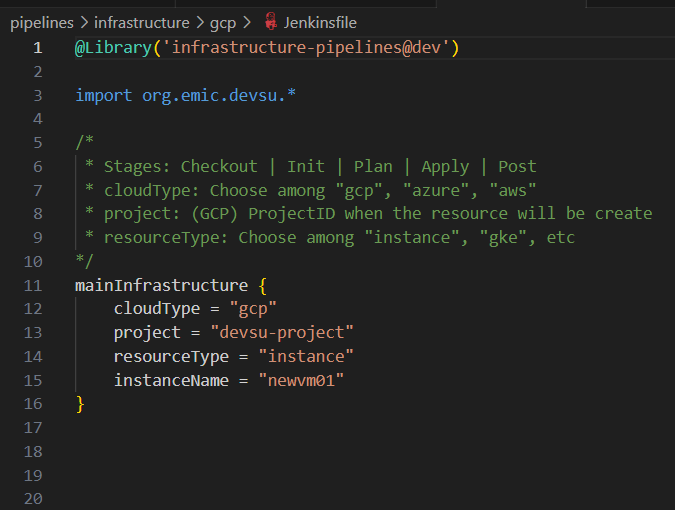 pipelines > infrastructure > gcp > Jenkinsfile
1 @Library('infrastructure-pipelines@dev')
2
3 import org.emic.devsu.*
4
5 /*
6  * Stages: Checkout | Init | Plan | Apply | Post
7  * cloudType: Choose among "gcp", "azure", "aws"
8  * project: (GCP) ProjectID when the resource will be create
9  * resourceType: Choose among "instance", "gke", etc
10 */
11 mainInfrastructure {
12     cloudType = "gcp"
13     project = "devsu-project"
14     resourceType = "instance"
15     instanceName = "newvm01"
16 }
17
18
19
20